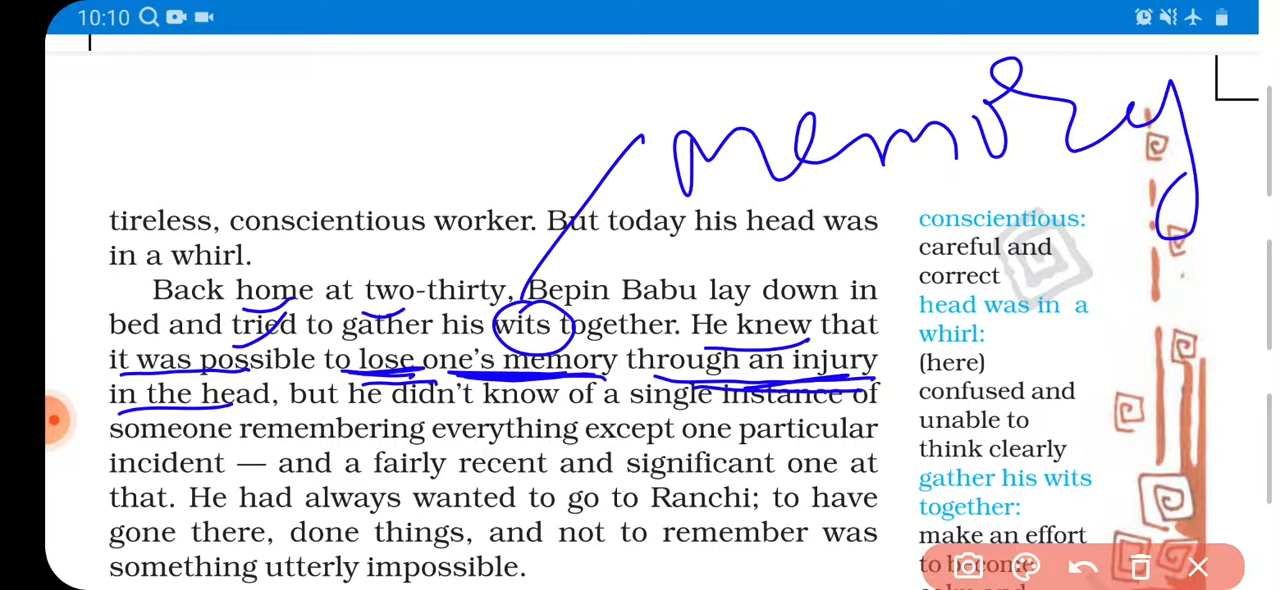 10:10
memory
tireless, conscientious worker. But today his head was
in a whirl.
Back home at two-thirty, Bepin Babu lay down in
bed and tried to gather his wits together. He knew that
it was possible to lose one's memory through an injury
in the head, but he didn't know of a single instance of
someone remembering everything except one particular
incident — and a fairly recent and significant one at
that. He had always wanted to go to Ranchi; to have
gone there, done things, and not to remember was
something utterly impossible.
conscientious:
careful and
correct
head was in a
whirl:
(here)
confused and
unable to
think clearly
gather his wits
together:
make an effort
to become